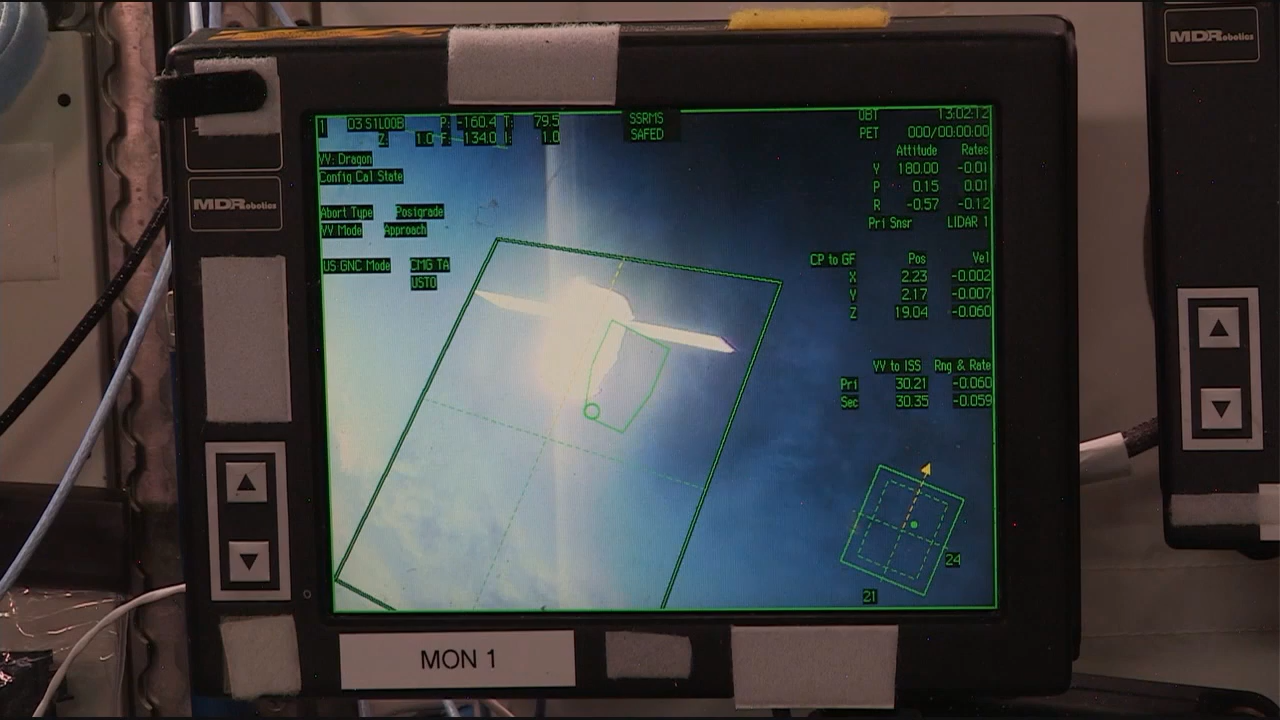 MDRobotics
1 03 S1LOOB P: -160.4 T: 79.5
Z: 1.0 F: 134.0 I: 1.0
SSRMS
SAFED
OBT 13:02:12
PET 000/00:00:00
Attitude Rates
Y 180.00 -0.01
P 0.15 0.01
R -0.57 -0.12
Pri Snsr LIDAR 1
VV: Dragon
Config Cal State
Abort Type Posigrade
VV Mode Approach
US GNC Mode CMG TA
USTO
CP to GF Pos Vel
X 2.23 -0.002
Y 2.17 -0.007
Z 19.04 -0.060
VV to ISS Rng & Rate
Pri 30.21 -0.060
Sec 30.35 -0.059
24
21
MDRobotics
MON 1